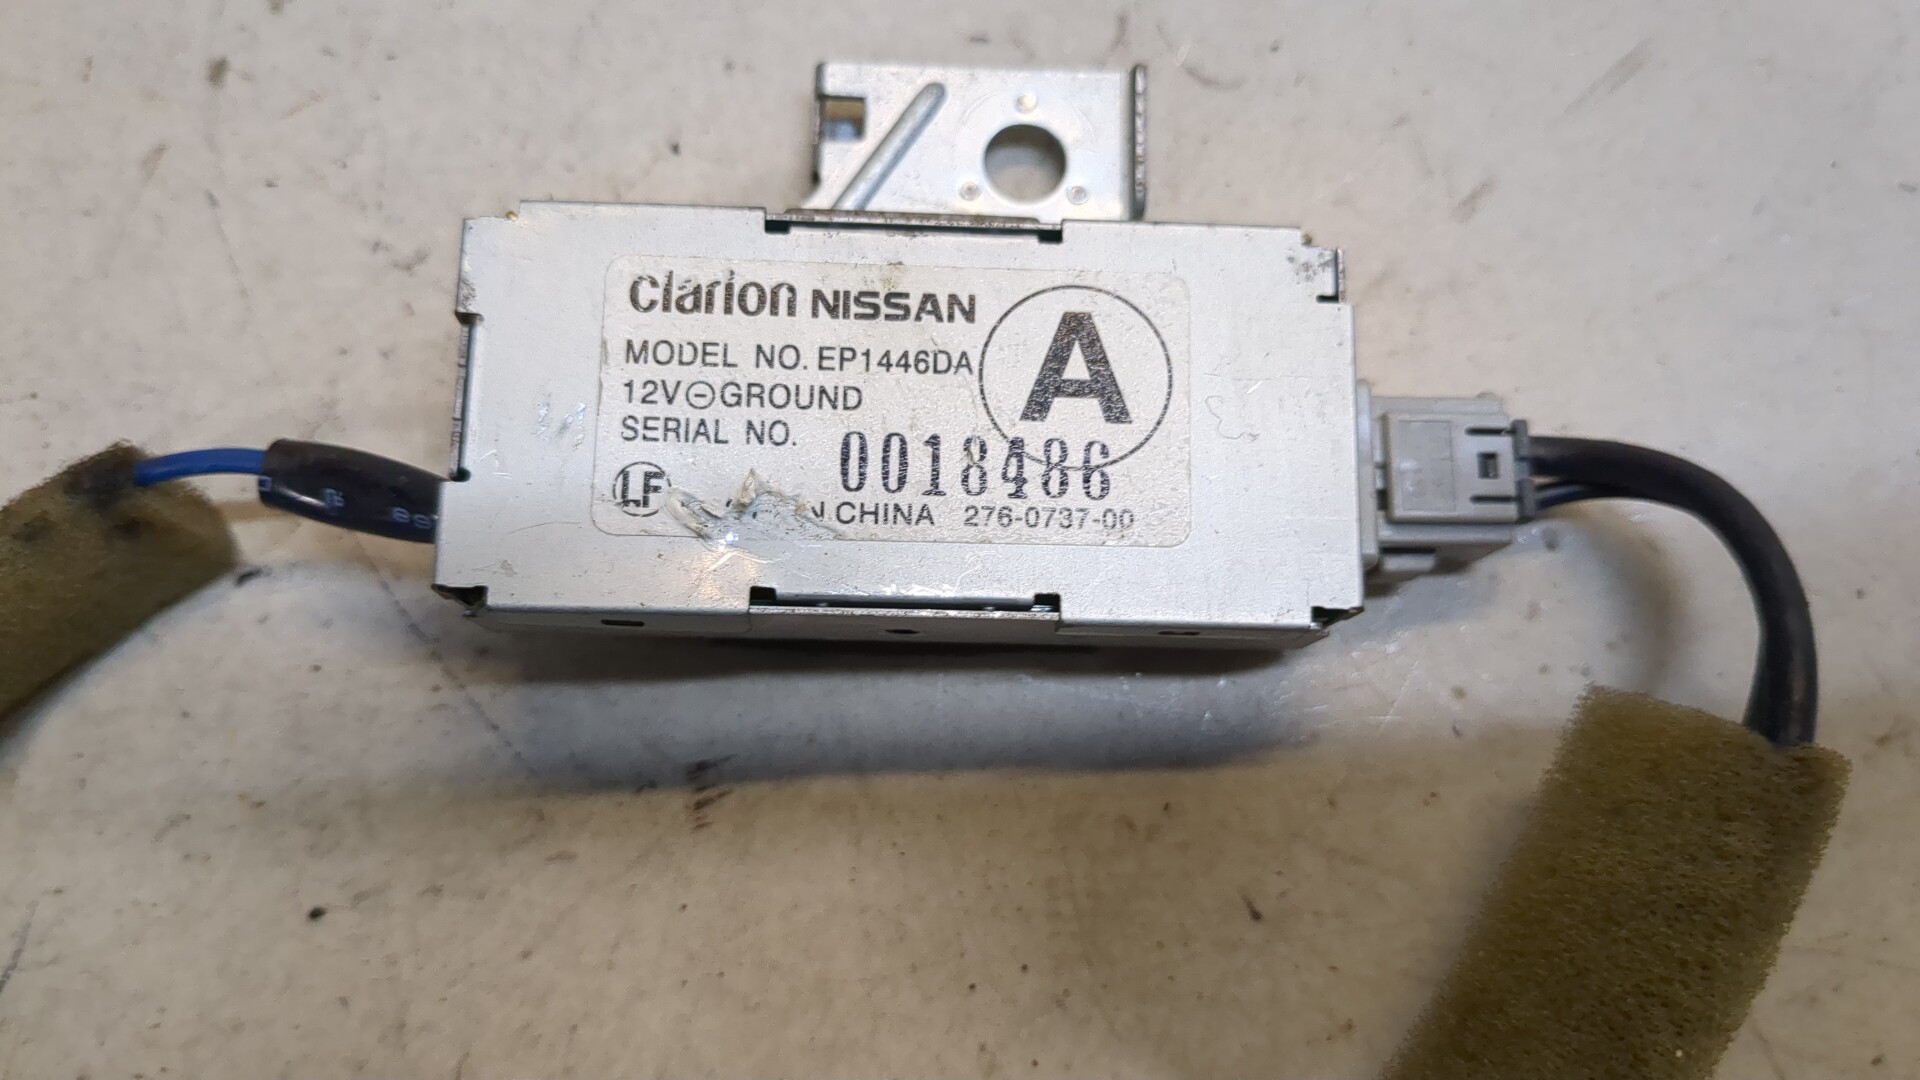 clarion NISSAN
A
MODEL NO. EP1446DA
12V⊖GROUND
SERIAL NO.
0018486
LF
CHINA 276-0737-00